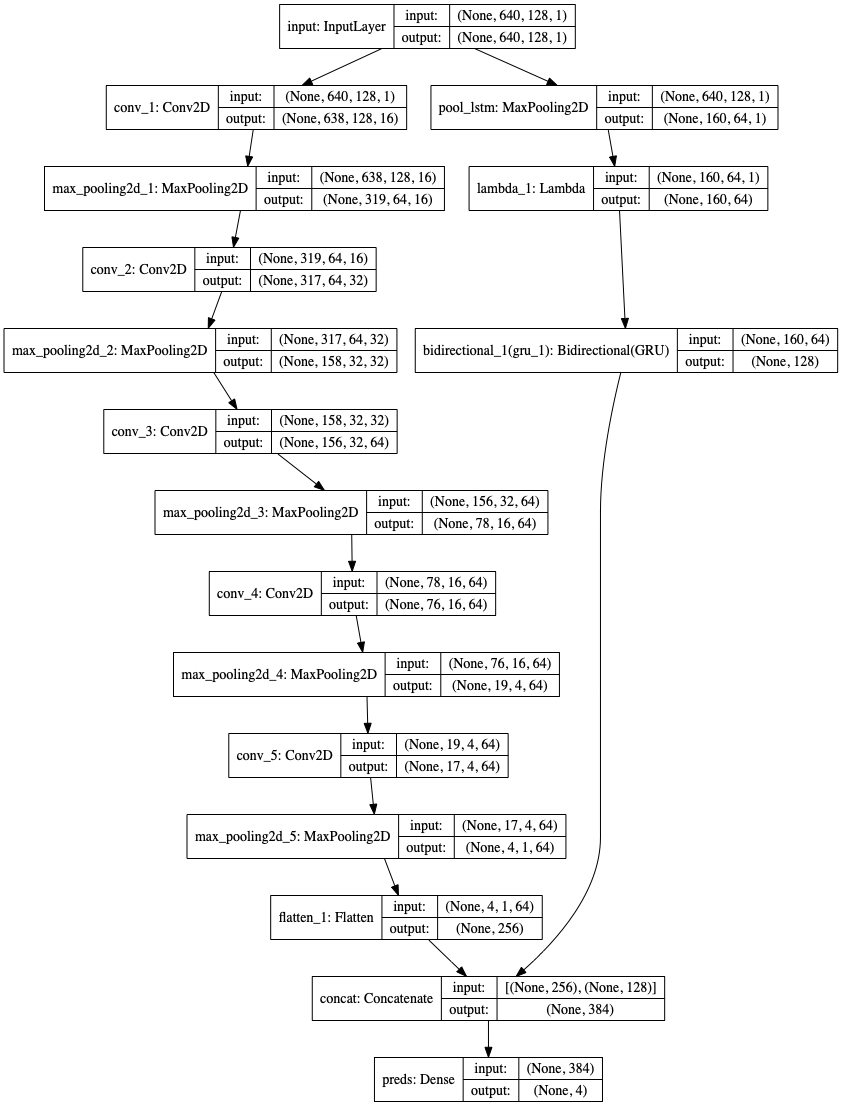 input: InputLayer
input: (None, 640, 128, 1)
output: (None, 640, 128, 1)
conv_1: Conv2D
input: (None, 640, 128, 1)
output: (None, 638, 128, 16)
pool_lstm: MaxPooling2D
input: (None, 640, 128, 1)
output: (None, 160, 64, 1)
max_pooling2d_1: MaxPooling2D
input: (None, 638, 128, 16)
output: (None, 319, 64, 16)
lambda_1: Lambda
input: (None, 160, 64, 1)
output: (None, 160, 64)
conv_2: Conv2D
input: (None, 319, 64, 16)
output: (None, 317, 64, 32)
max_pooling2d_2: MaxPooling2D
input: (None, 317, 64, 32)
output: (None, 158, 32, 32)
bidirectional_1(gru_1): Bidirectional(GRU)
input: (None, 160, 64)
output: (None, 128)
conv_3: Conv2D
input: (None, 158, 32, 32)
output: (None, 156, 32, 64)
max_pooling2d_3: MaxPooling2D
input: (None, 156, 32, 64)
output: (None, 78, 16, 64)
conv_4: Conv2D
input: (None, 78, 16, 64)
output: (None, 76, 16, 64)
max_pooling2d_4: MaxPooling2D
input: (None, 76, 16, 64)
output: (None, 19, 4, 64)
conv_5: Conv2D
input: (None, 19, 4, 64)
output: (None, 17, 4, 64)
max_pooling2d_5: MaxPooling2D
input: (None, 17, 4, 64)
output: (None, 4, 1, 64)
flatten_1: Flatten
input: (None, 4, 1, 64)
output: (None, 256)
concat: Concatenate
input: [(None, 256), (None, 128)]
output: (None, 384)
preds: Dense
input: (None, 384)
output: (None, 4)